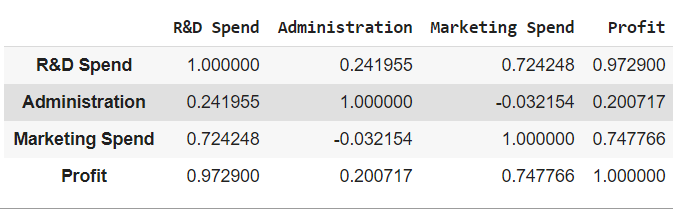 R&D Spend Administration Marketing Spend Profit
R&D Spend 1.000000 0.241955 0.724248 0.972900
Administration 0.241955 1.000000 -0.032154 0.200717
Marketing Spend 0.724248 -0.032154 1.000000 0.747766
Profit 0.972900 0.200717 0.747766 1.000000